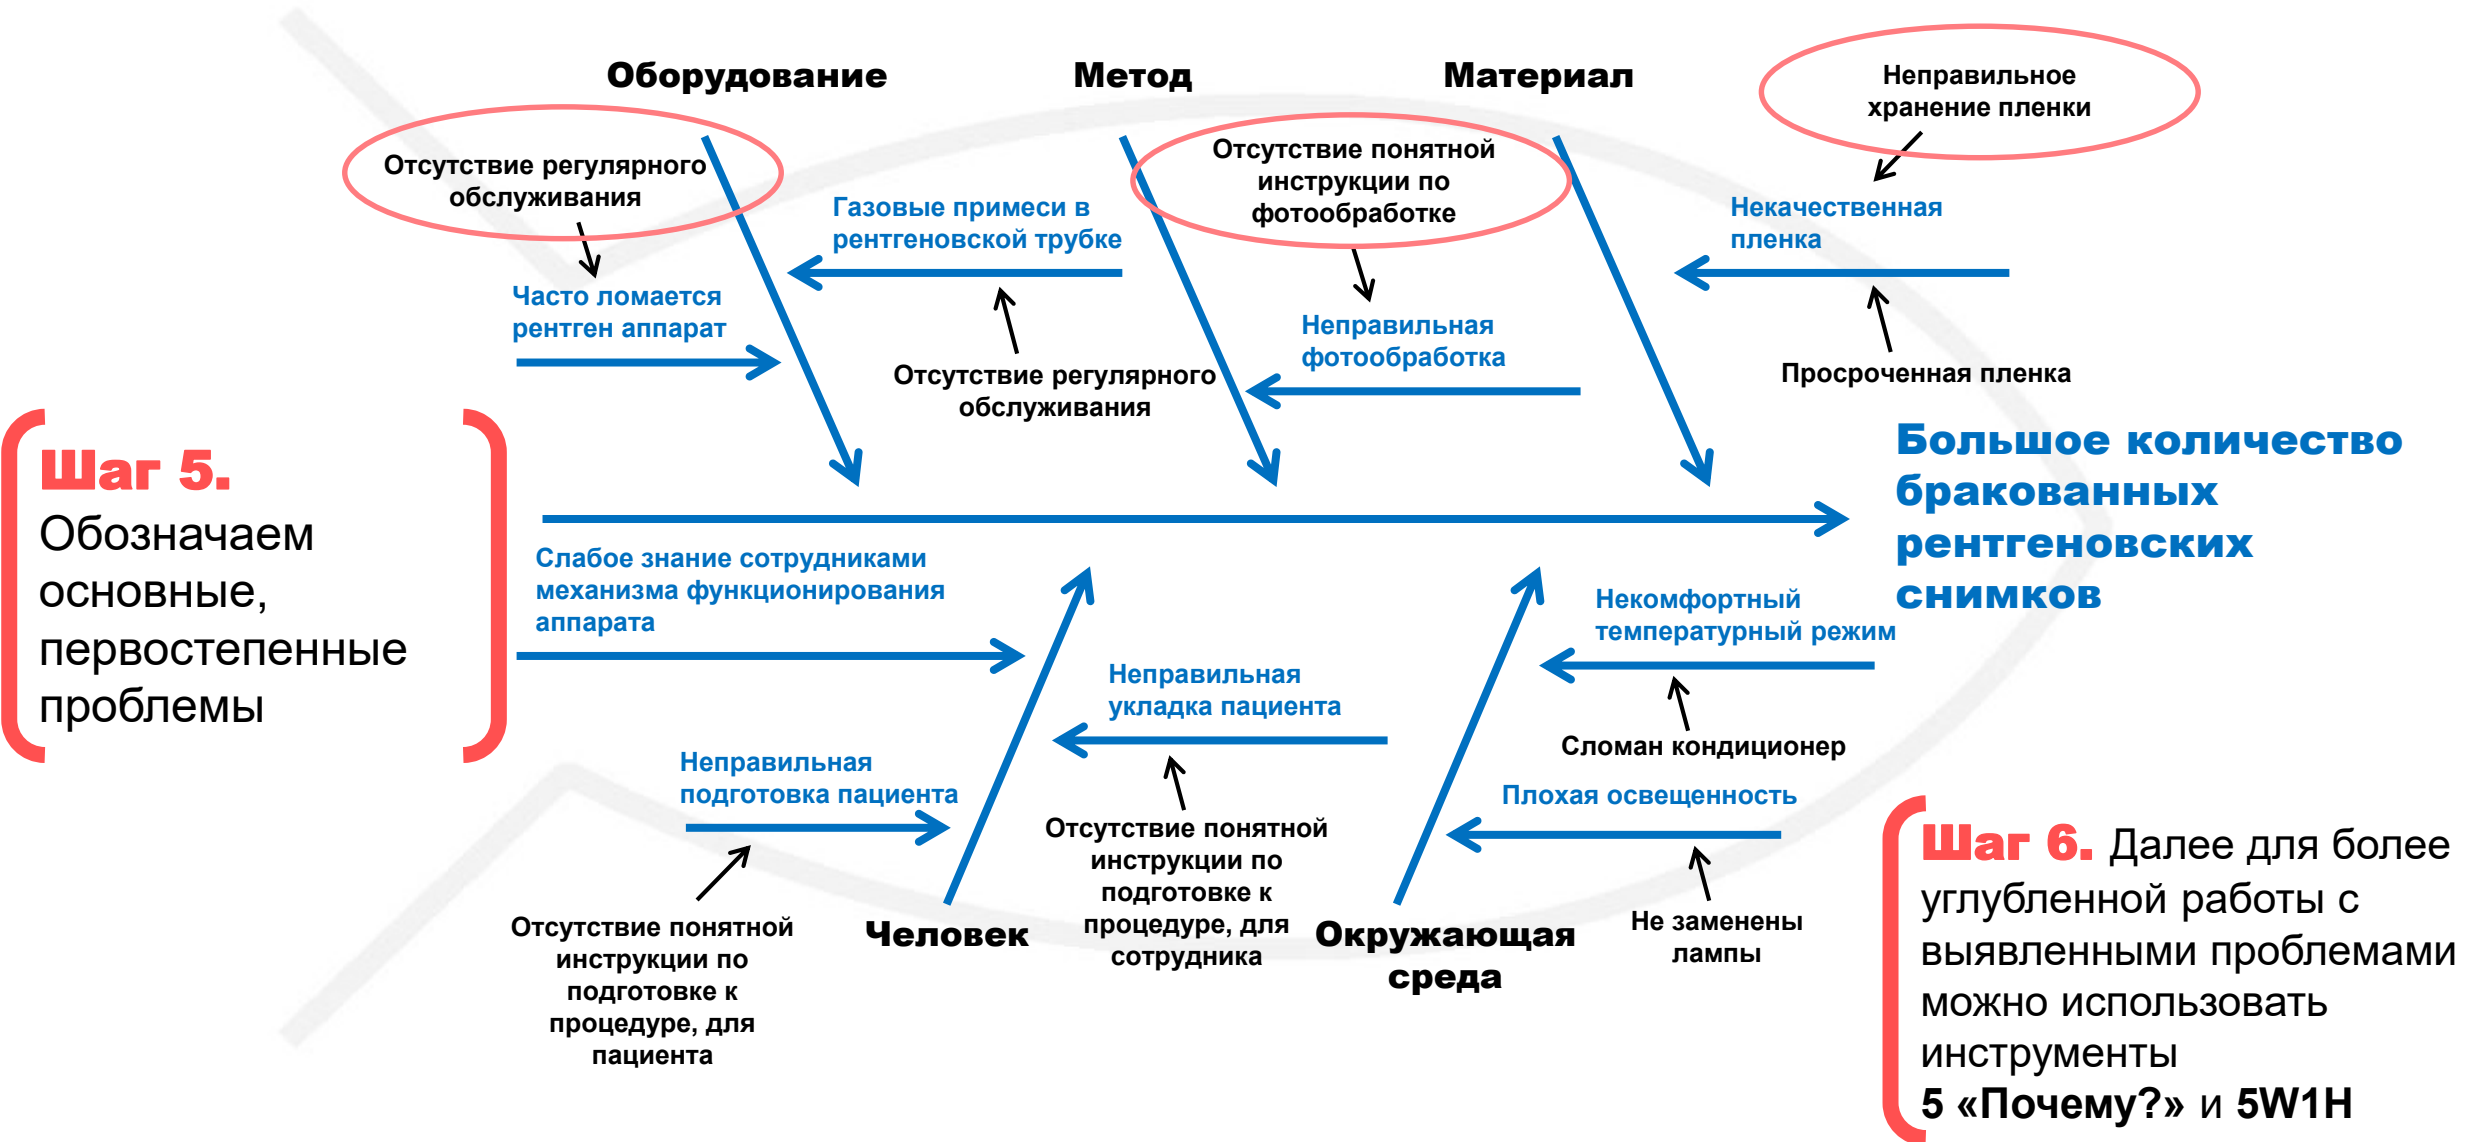 Оборудование
Метод
Материал
Неправильное
хранение пленки
Отсутствие регулярного
обслуживания
Газовые примеси в
рентгеновской трубке
Отсутствие понятной
инструкции по
фотообработке
Некачественная
пленка
Часто ломается
рентген аппарат
Отсутствие регулярного
обслуживания
Неправильная
фотообработка
Просроченная пленка
Шаг 5.
Обозначаем
основные,
первостепенные
проблемы
Большое количество
бракованных
рентгеновских
снимков
Слабое знание сотрудниками
механизма функционирования
аппарата
Некомфортный
температурный режим
Неправильная
укладка пациента
Сломан кондиционер
Неправильная
подготовка пациента
Плохая освещенность
Отсутствие понятной
инструкции по
подготовке к
процедуре, для
сотрудника
Отсутствие понятной
инструкции по
подготовке к
процедуре, для
пациента
Человек
Окружающая
среда
Не заменены
лампы
Шаг 6. Далее для более
углубленной работы с
выявленными проблемами
можно использовать
инструменты
5 «Почему?» и 5W1H